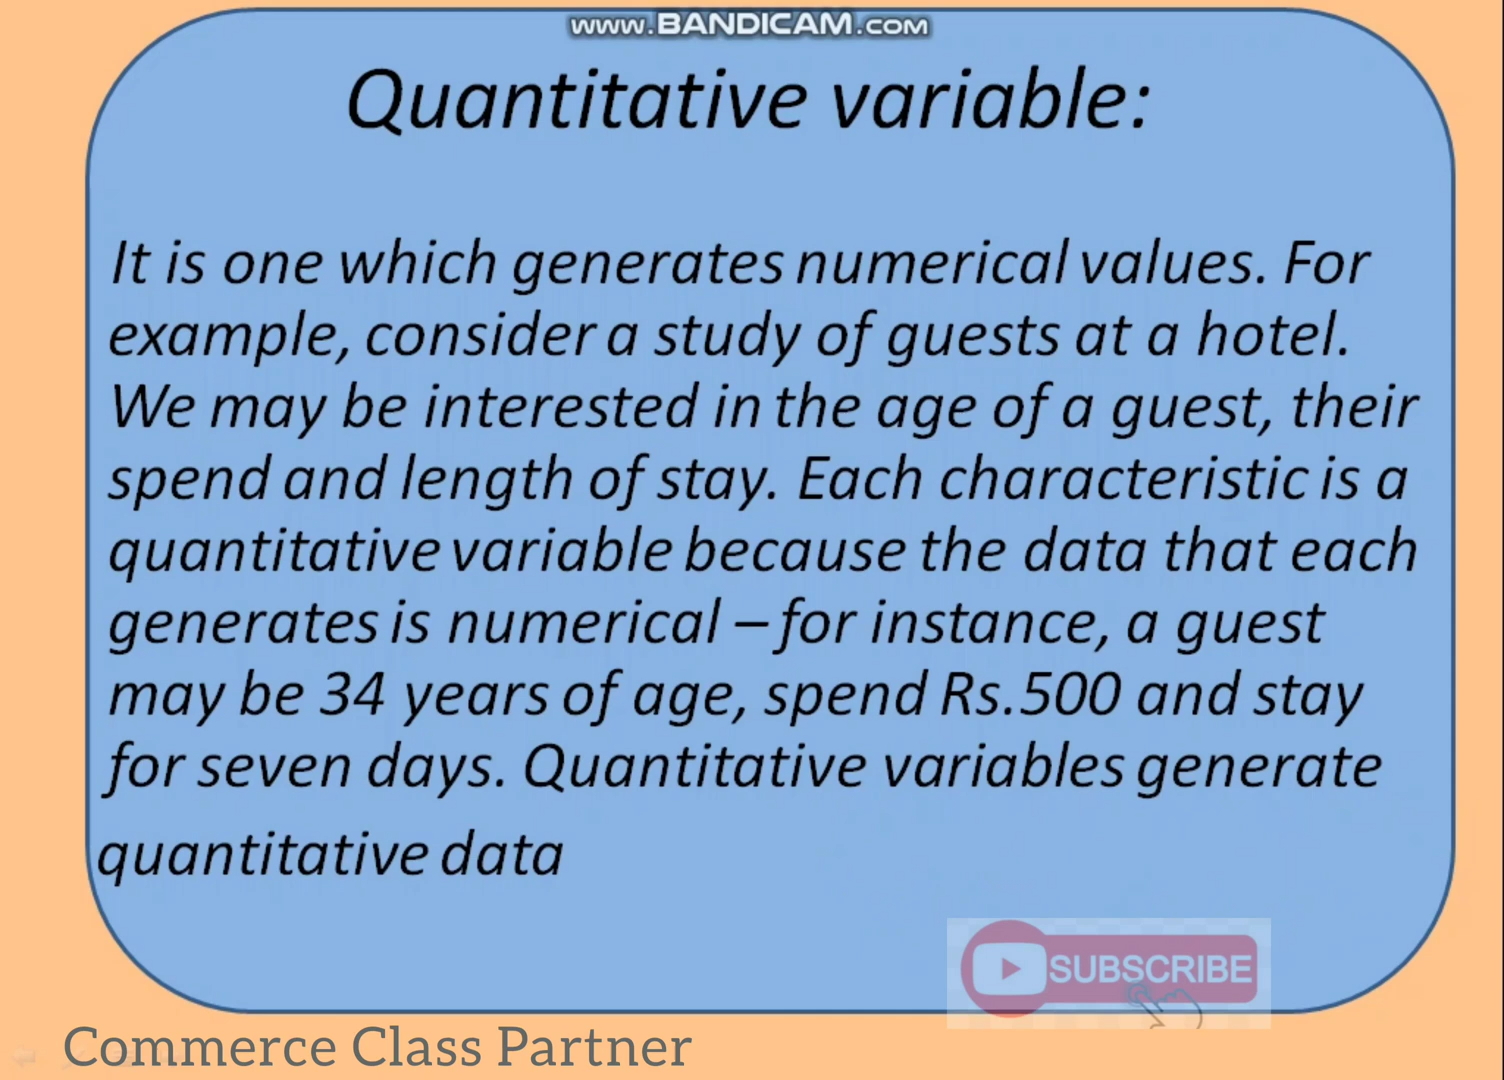 www.BANDICAM.com
Quantitative variable:
It is one which generates numerical values. For
example, consider a study of guests at a hotel.
We may be interested in the age of a guest, their
spend and length of stay. Each characteristic is a
quantitative variable because the data that each
generates is numerical – for instance, a guest
may be 34 years of age, spend Rs.500 and stay
for seven days. Quantitative variables generate
quantitative data
SUBSCRIBE
Commerce Class Partner